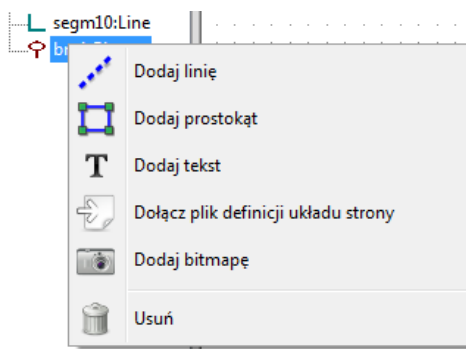 segm10:Line
Dodaj linię
Dodaj prostokąt
Dodaj tekst
Dołącz plik definicji układu strony
Dodaj bitmapę
Usuń